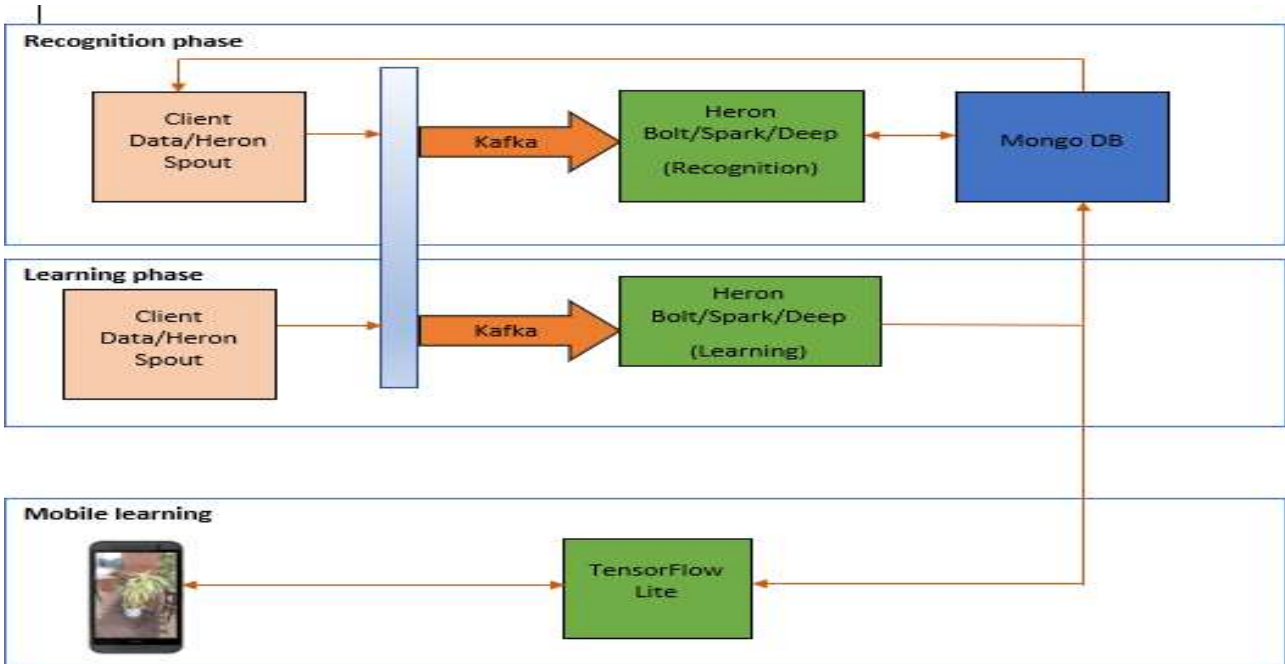 Recognition phase
Client
Data/Heron
Spout
Kafka
Heron
Bolt/Spark/Deep
(Recognition)
Mongo DB
Learning phase
Client
Data/Heron
Spout
Kafka
Heron
Bolt/Spark/Deep
(Learning)
Mobile learning
TensorFlow
Lite